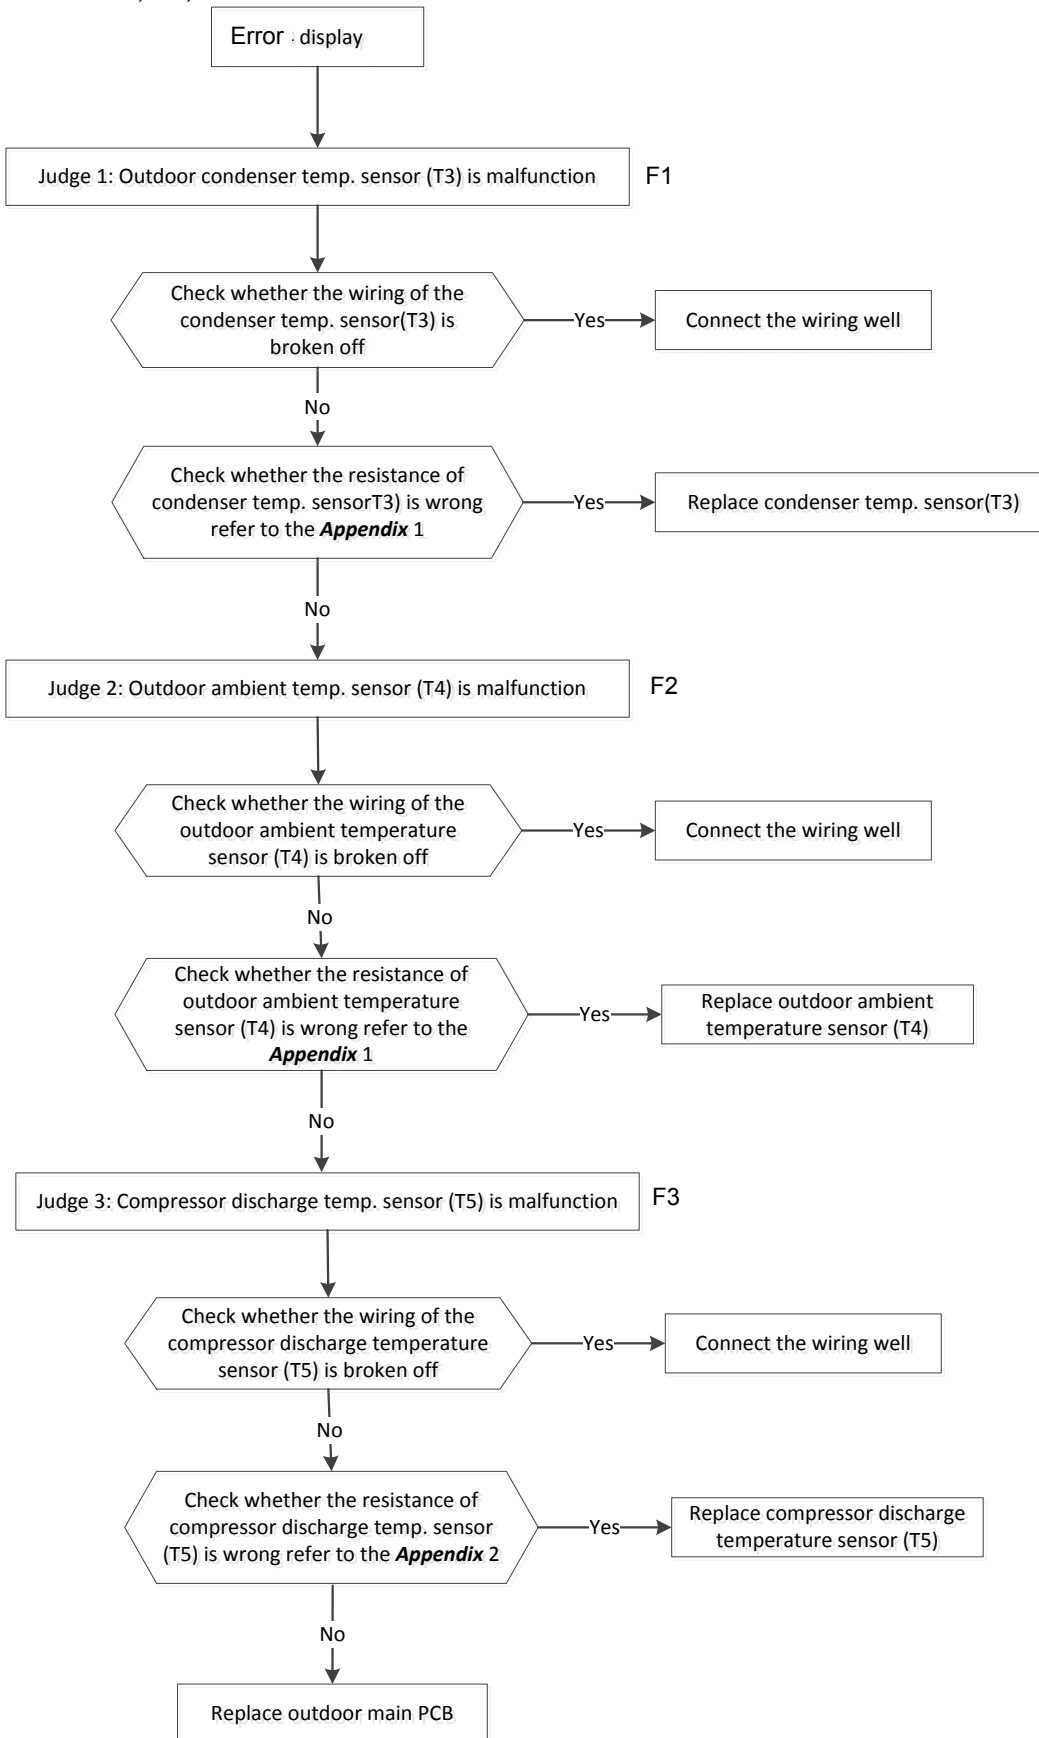 Error display
Judge 1: Outdoor condenser temp. sensor (T3) is malfunction
F1
Check whether the wiring of the
condenser temp. sensor(T3) is
broken off
Yes
Connect the wiring well
No
Check whether the resistance of
condenser temp. sensorT3) is wrong
refer to the Appendix 1
Yes
Replace condenser temp. sensor(T3)
No
Judge 2: Outdoor ambient temp. sensor (T4) is malfunction
F2
Check whether the wiring of the
outdoor ambient temperature
sensor (T4) is broken off
Yes
Connect the wiring well
No
Check whether the resistance of
outdoor ambient temperature
sensor (T4) is wrong refer to the
Appendix 1
Yes
Replace outdoor ambient
temperature sensor (T4)
No
Judge 3: Compressor discharge temp. sensor (T5) is malfunction
F3
Check whether the wiring of the
compressor discharge temperature
sensor (T5) is broken off
Yes
Connect the wiring well
No
Check whether the resistance of
compressor discharge temp. sensor
(T5) is wrong refer to the Appendix 2
Yes
Replace compressor discharge
temperature sensor (T5)
No
Replace outdoor main PCB